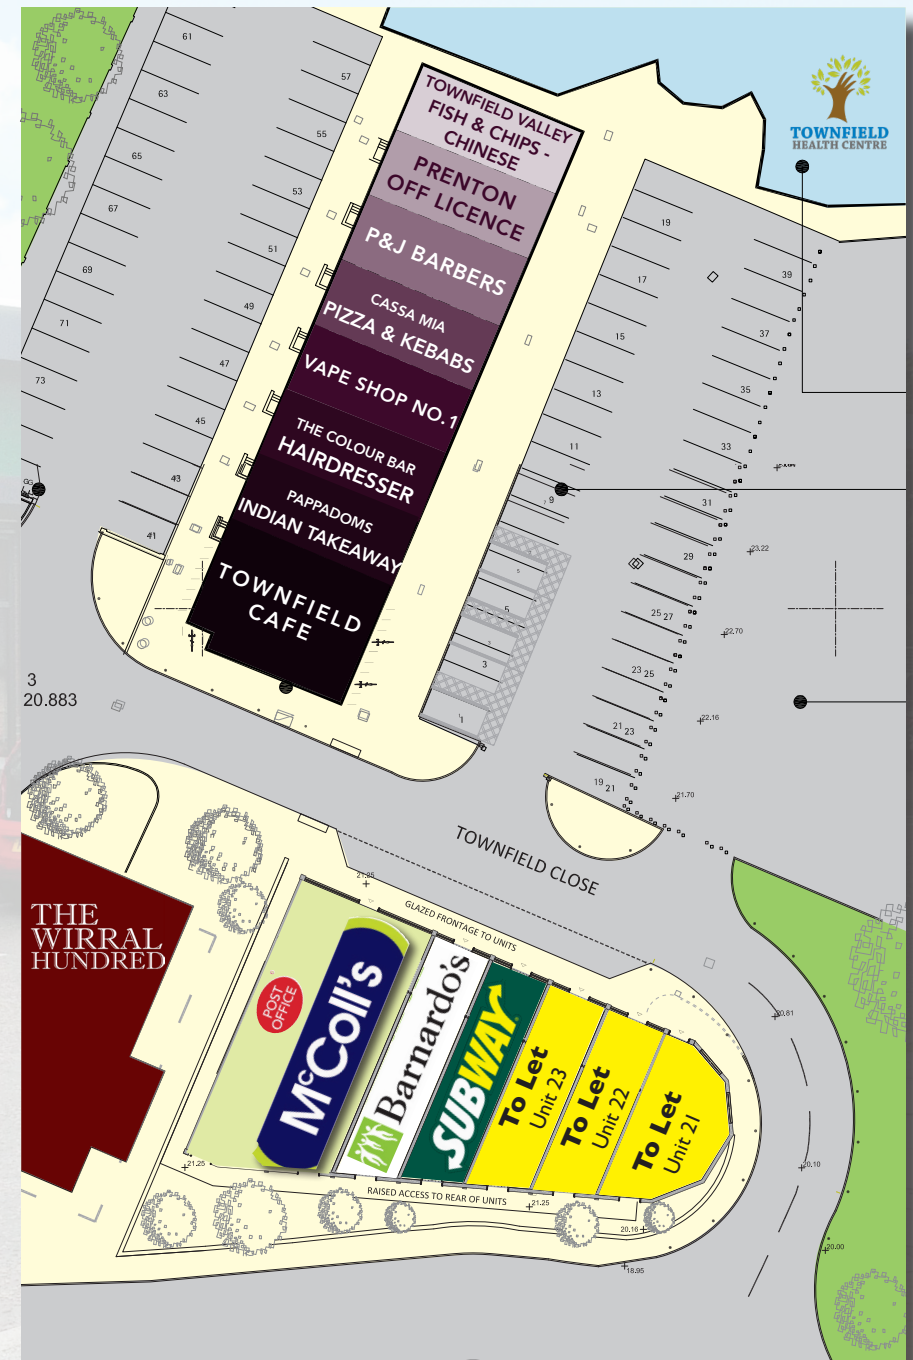 61
57
63
55
65
53
67
51
69
49
71
47
73
45
43
41
TOWNFIELD
HEALTH CENTRE
TOWNFIELD VALLEY
FISH & CHIPS -
CHINESE
PRENTON
OFF LICENCE
P&J BARBERS
CASSA MIA
PIZZA & KEBABS
VAPE SHOP NO.1
THE COLOUR BAR
HAIRDRESSER
PAPPADOMS
INDIAN TAKEAWAY
TOWNFIELD
CAFE
19
17
15
13
11
9
5
3
1
39
37
35
33
31
29
25 27
23 25
21 23
19 21
23.22
22.70
22.16
21.70
3
20.883
TOWNFIELD CLOSE
21.25
GLAZED FRONTAGE TO UNITS
THE
WIRRAL
HUNDRED
POST
OFFICE
McColl's
Barnardo's
SUBWAY
To Let
Unit 23
To Let
Unit 22
To Let
Unit 21
20.81
20.10
20.00
21.25
RAISED ACCESS TO REAR OF UNITS
21.25
20.16
18.95